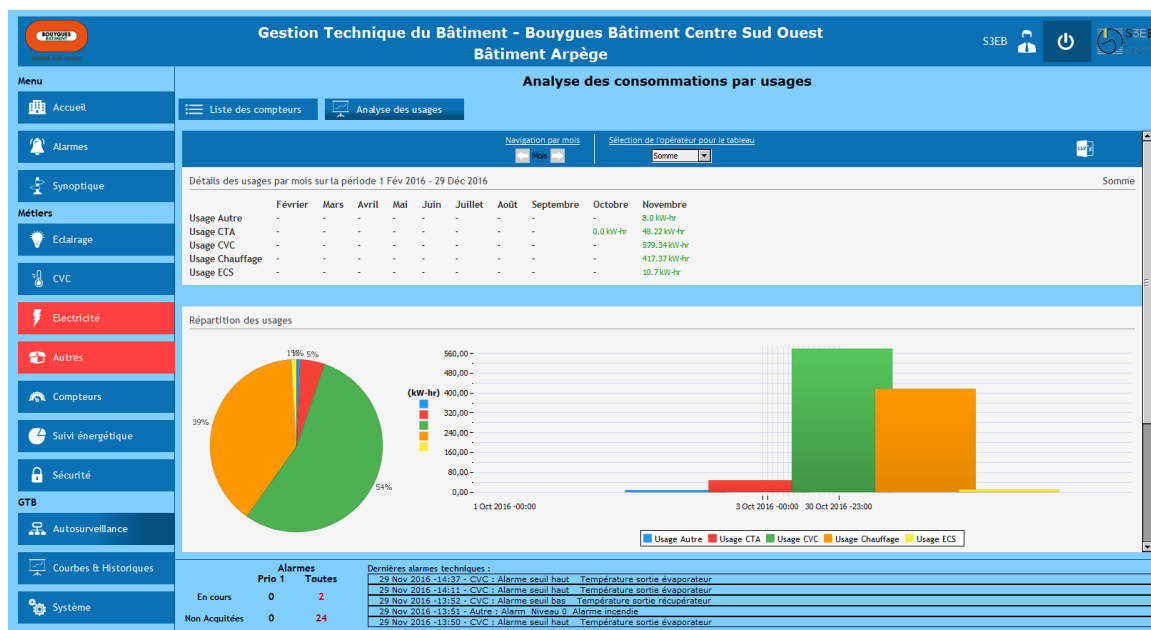 BOUYGUES
BATIMENT
Gestion Technique du Bâtiment - Bouygues Bâtiment Centre Sud Ouest
Bâtiment Arpège
S3EB
S3EB
Menu
Analyse des consommations par usages
Accueil
Liste des compteurs
Analyse des usages
Alarmes
Navigation par mois
Mois
Sélection de l'opérateur pour le tableau
Somme
CSV
Synoptique
Détails des usages par mois sur la période 1 Fév 2016 - 29 Déc 2016
Somme
Février Mars Avril Mai Juin Juillet Août Septembre Octobre Novembre
Usage Autre - - - - - - - - - 8.0 kW-hr
Usage CTA - - - - - - - - 0.0 kW-hr 48.22 kW-hr
Usage CVC - - - - - - - - - 579.34 kW-hr
Usage Chauffage - - - - - - - - - 417.37 kW-hr
Usage ECS - - - - - - - - - 10.7 kW-hr
Métiers
Eclairage
CVC
Electricité
Autres
Compteurs
Suivi énergétique
Sécurité
GTB
Autosurveillance
Courbes & Historiques
Système
Répartition des usages
5%
39%
54%
(kW-hr)
560,00
480,00
400,00
320,00
240,00
160,00
80,00
0,00
1 Oct 2016 -00:00
3 Oct 2016 -00:00
30 Oct 2016 -23:00
Usage Autre Usage CTA Usage CVC Usage Chauffage Usage ECS
Alarmes
Prio 1 Toutes
En cours 0 2
Non Acquitées 0 24
Dernières alarmes techniques :
29 Nov 2016 -14:37 - CVC : Alarme seuil haut Température sortie évaporateur
29 Nov 2016 -14:11 - CVC : Alarme seuil haut Température sortie évaporateur
29 Nov 2016 -13:52 - CVC : Alarme seuil bas Température sortie récupérateur
29 Nov 2016 -13:51 - Autre : Alarm Niveau 0 Alarme incendie
29 Nov 2016 -13:50 - CVC : Alarme seuil haut Température sortie évaporateur